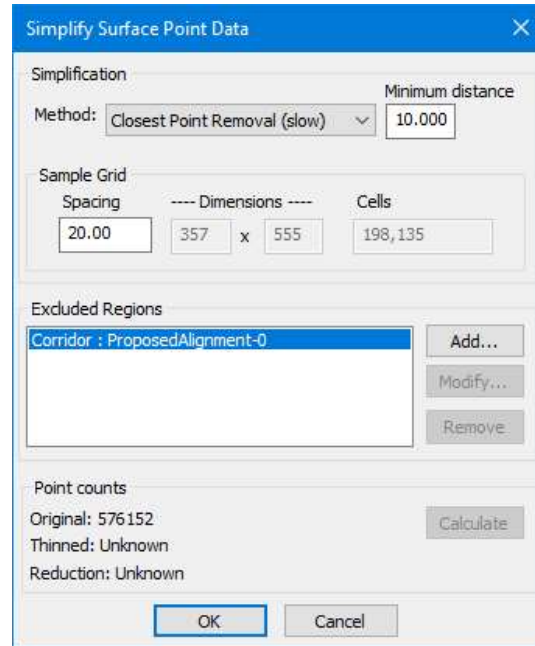 Simplify Surface Point Data
Simplification
Minimum distance
Method: Closest Point Removal (slow) 10.000
Sample Grid
Spacing ---- Dimensions ---- Cells
20.00 357 x 555 198,135
Excluded Regions
Corridor : ProposedAlignment-0
Add...
Modify...
Remove
Point counts
Original: 576152
Calculate
Thinned: Unknown
Reduction: Unknown
OK Cancel